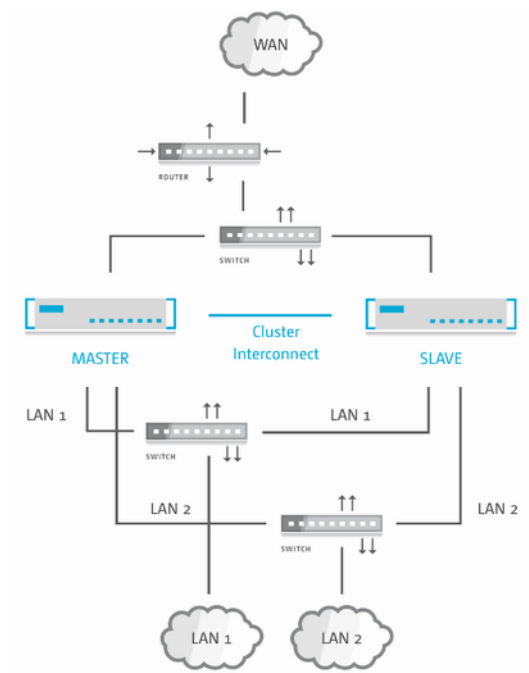 WAN
ROUTER
SWITCH
Cluster
Interconnect
MASTER
SLAVE
LAN 1
LAN 1
SWITCH
LAN 2
LAN 2
SWITCH
LAN 1
LAN 2